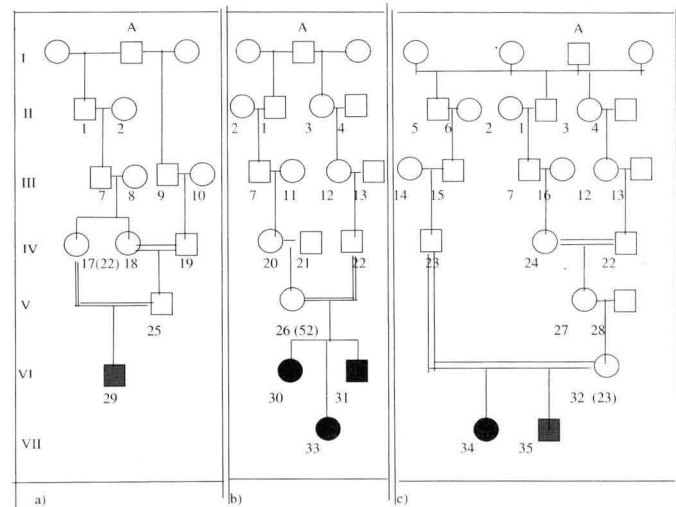 A A A
I
II
1 2 2 1 3 4 5 6 2 1 3 4
III
7 8 9 10 7 11 12 13 14 15 7 16 12 13
IV
17(22) 18 19 20 21 22 23 24 22
V
25 26 (52) 27 28
VI
29 30 31 32 (23)
33 34 35
VII
a) b) c)